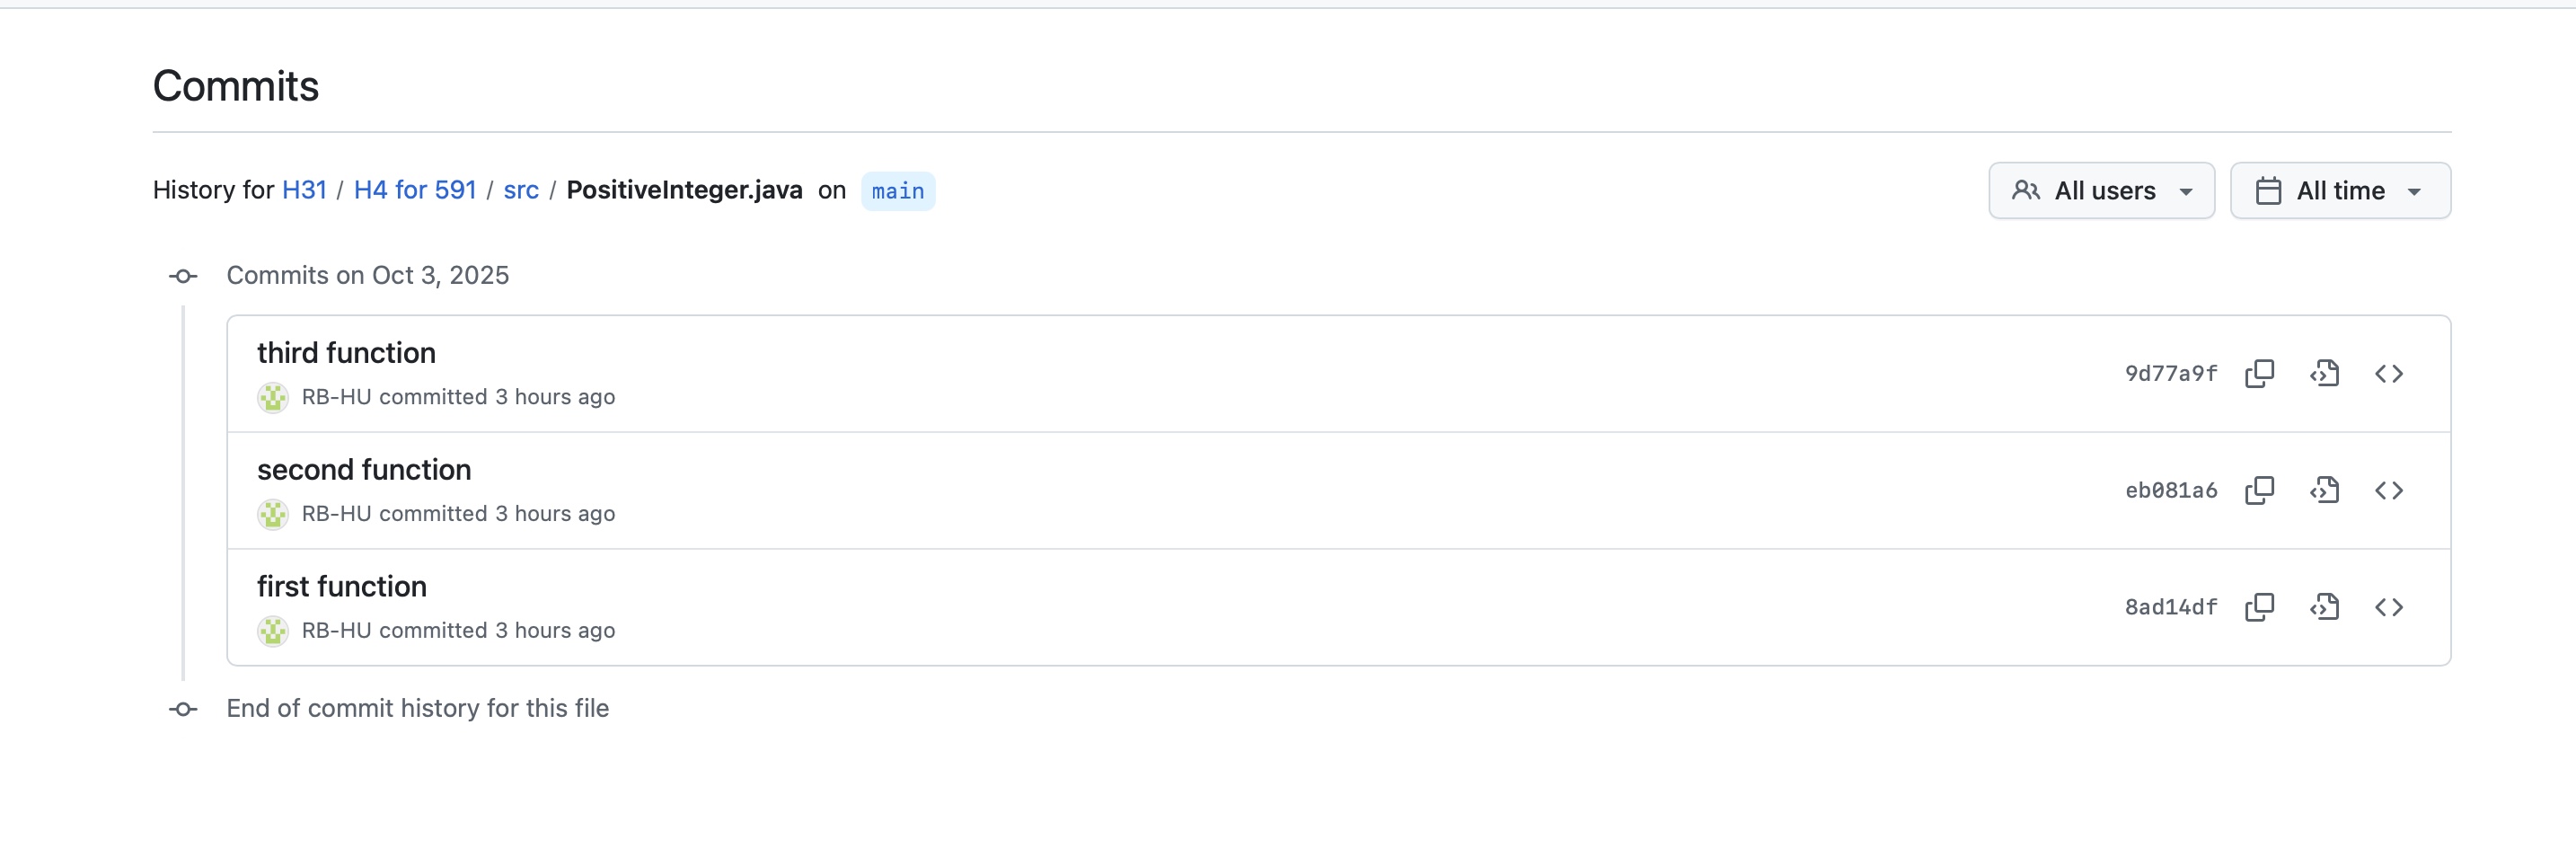 Commits
History for H31 / H4 for 591 / src / PositiveInteger.java on main
All users
All time
Commits on Oct 3, 2025
third function
RB-HU committed 3 hours ago
9d77a9f
second function
RB-HU committed 3 hours ago
eb081a6
first function
RB-HU committed 3 hours ago
8ad14df
End of commit history for this file